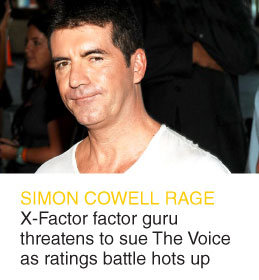 SIMON COWELL RAGE
X-Factor factor guru
threatens to sue The Voice
as ratings battle hots up